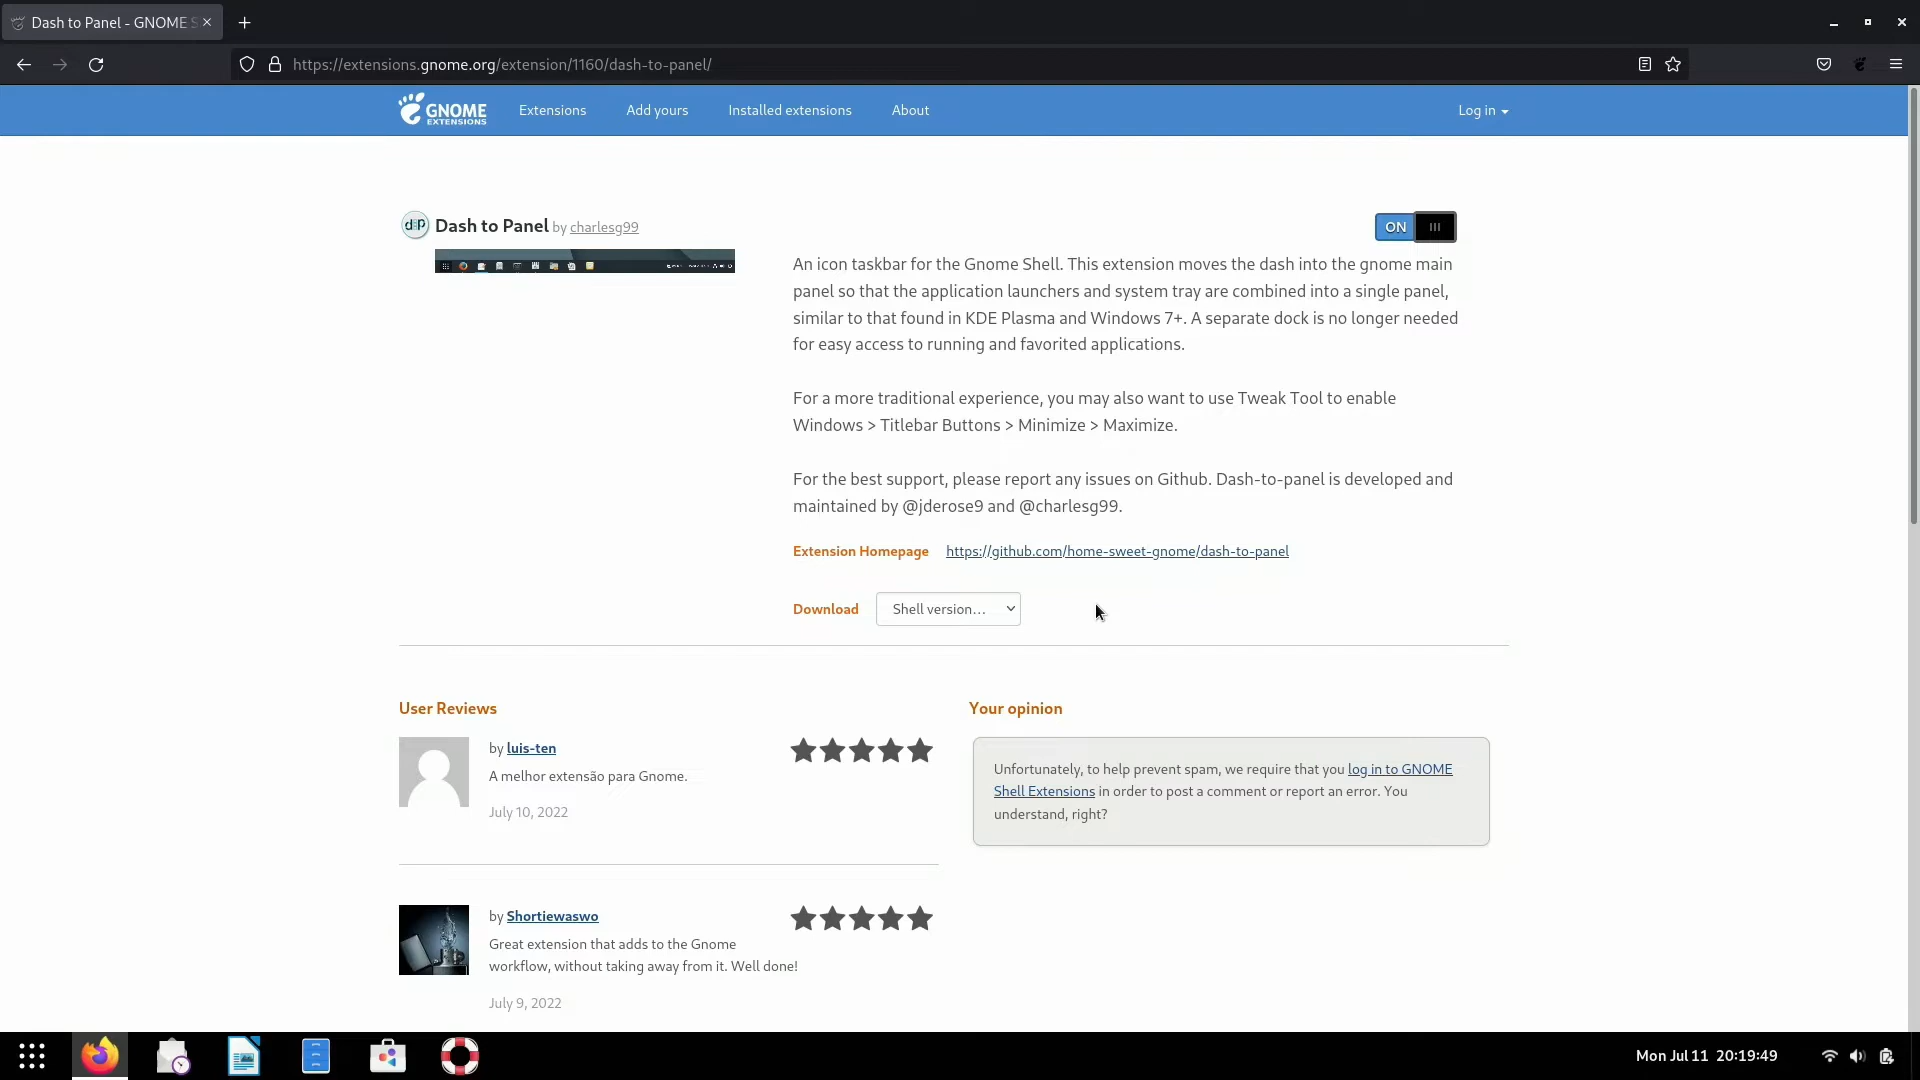 Dash to Panel - GNOME S
https://extensions.gnome.org/extension/1160/dash-to-panel/
GNOME
EXTENSIONS
Extensions
Add yours
Installed extensions
About
Log in
Dash to Panel by charlesg99
ON
An icon taskbar for the Gnome Shell. This extension moves the dash into the gnome main
panel so that the application launchers and system tray are combined into a single panel,
similar to that found in KDE Plasma and Windows 7+. A separate dock is no longer needed
for easy access to running and favorited applications.
For a more traditional experience, you may also want to use Tweak Tool to enable
Windows > Titlebar Buttons > Minimize > Maximize.
For the best support, please report any issues on Github. Dash-to-panel is developed and
maintained by @jderose9 and @charlesg99.
Extension Homepage https://github.com/home-sweet-gnome/dash-to-panel
Download Shell version...
User Reviews
by luis-ten
A melhor extensão para Gnome.
July 10, 2022
by Shortiewaswo
Great extension that adds to the Gnome
workflow, without taking away from it. Well done!
July 9, 2022
Your opinion
Unfortunately, to help prevent spam, we require that you log in to GNOME
Shell Extensions in order to post a comment or report an error. You
understand, right?
Mon Jul 11 20:19:49